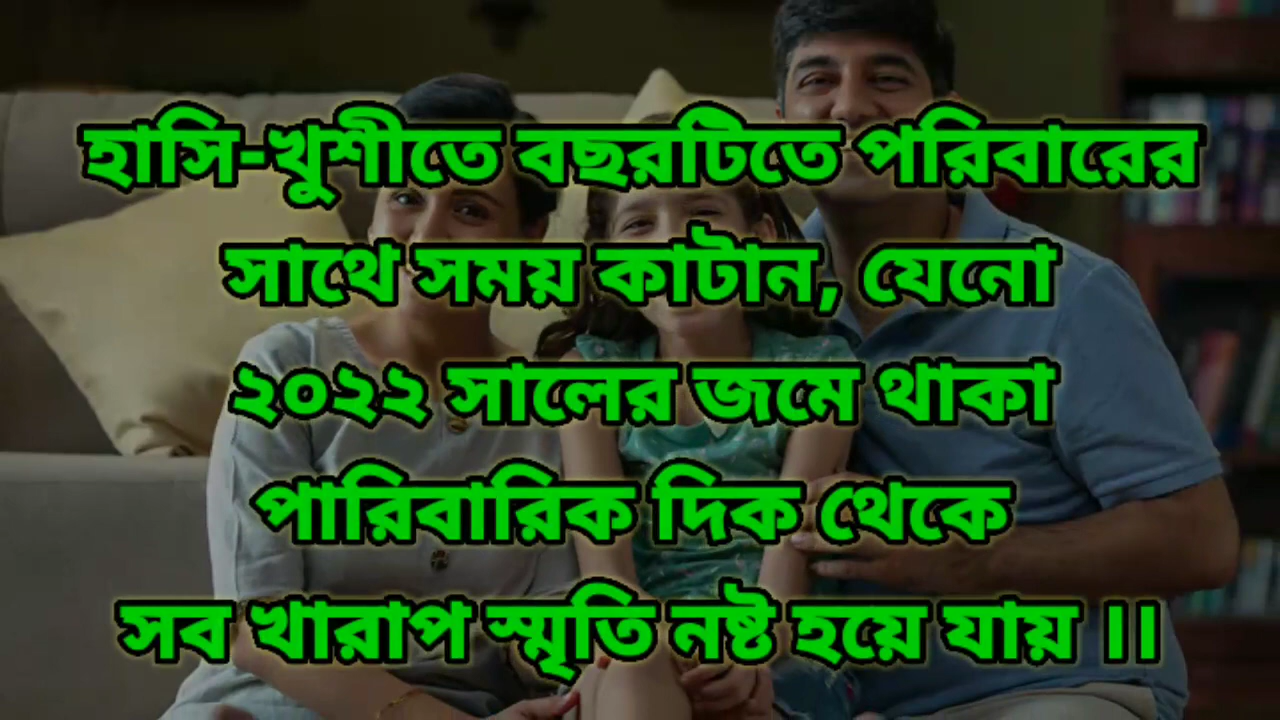 হাসি-খুশীতে বছরটিতে পরিবারের
সাথে সময় কাটান, যেনো
২০২২ সালের জমে থাকা
পারিবারিক দিক থেকে
সব খারাপ স্মৃতি নষ্ট হয়ে যায় ।।